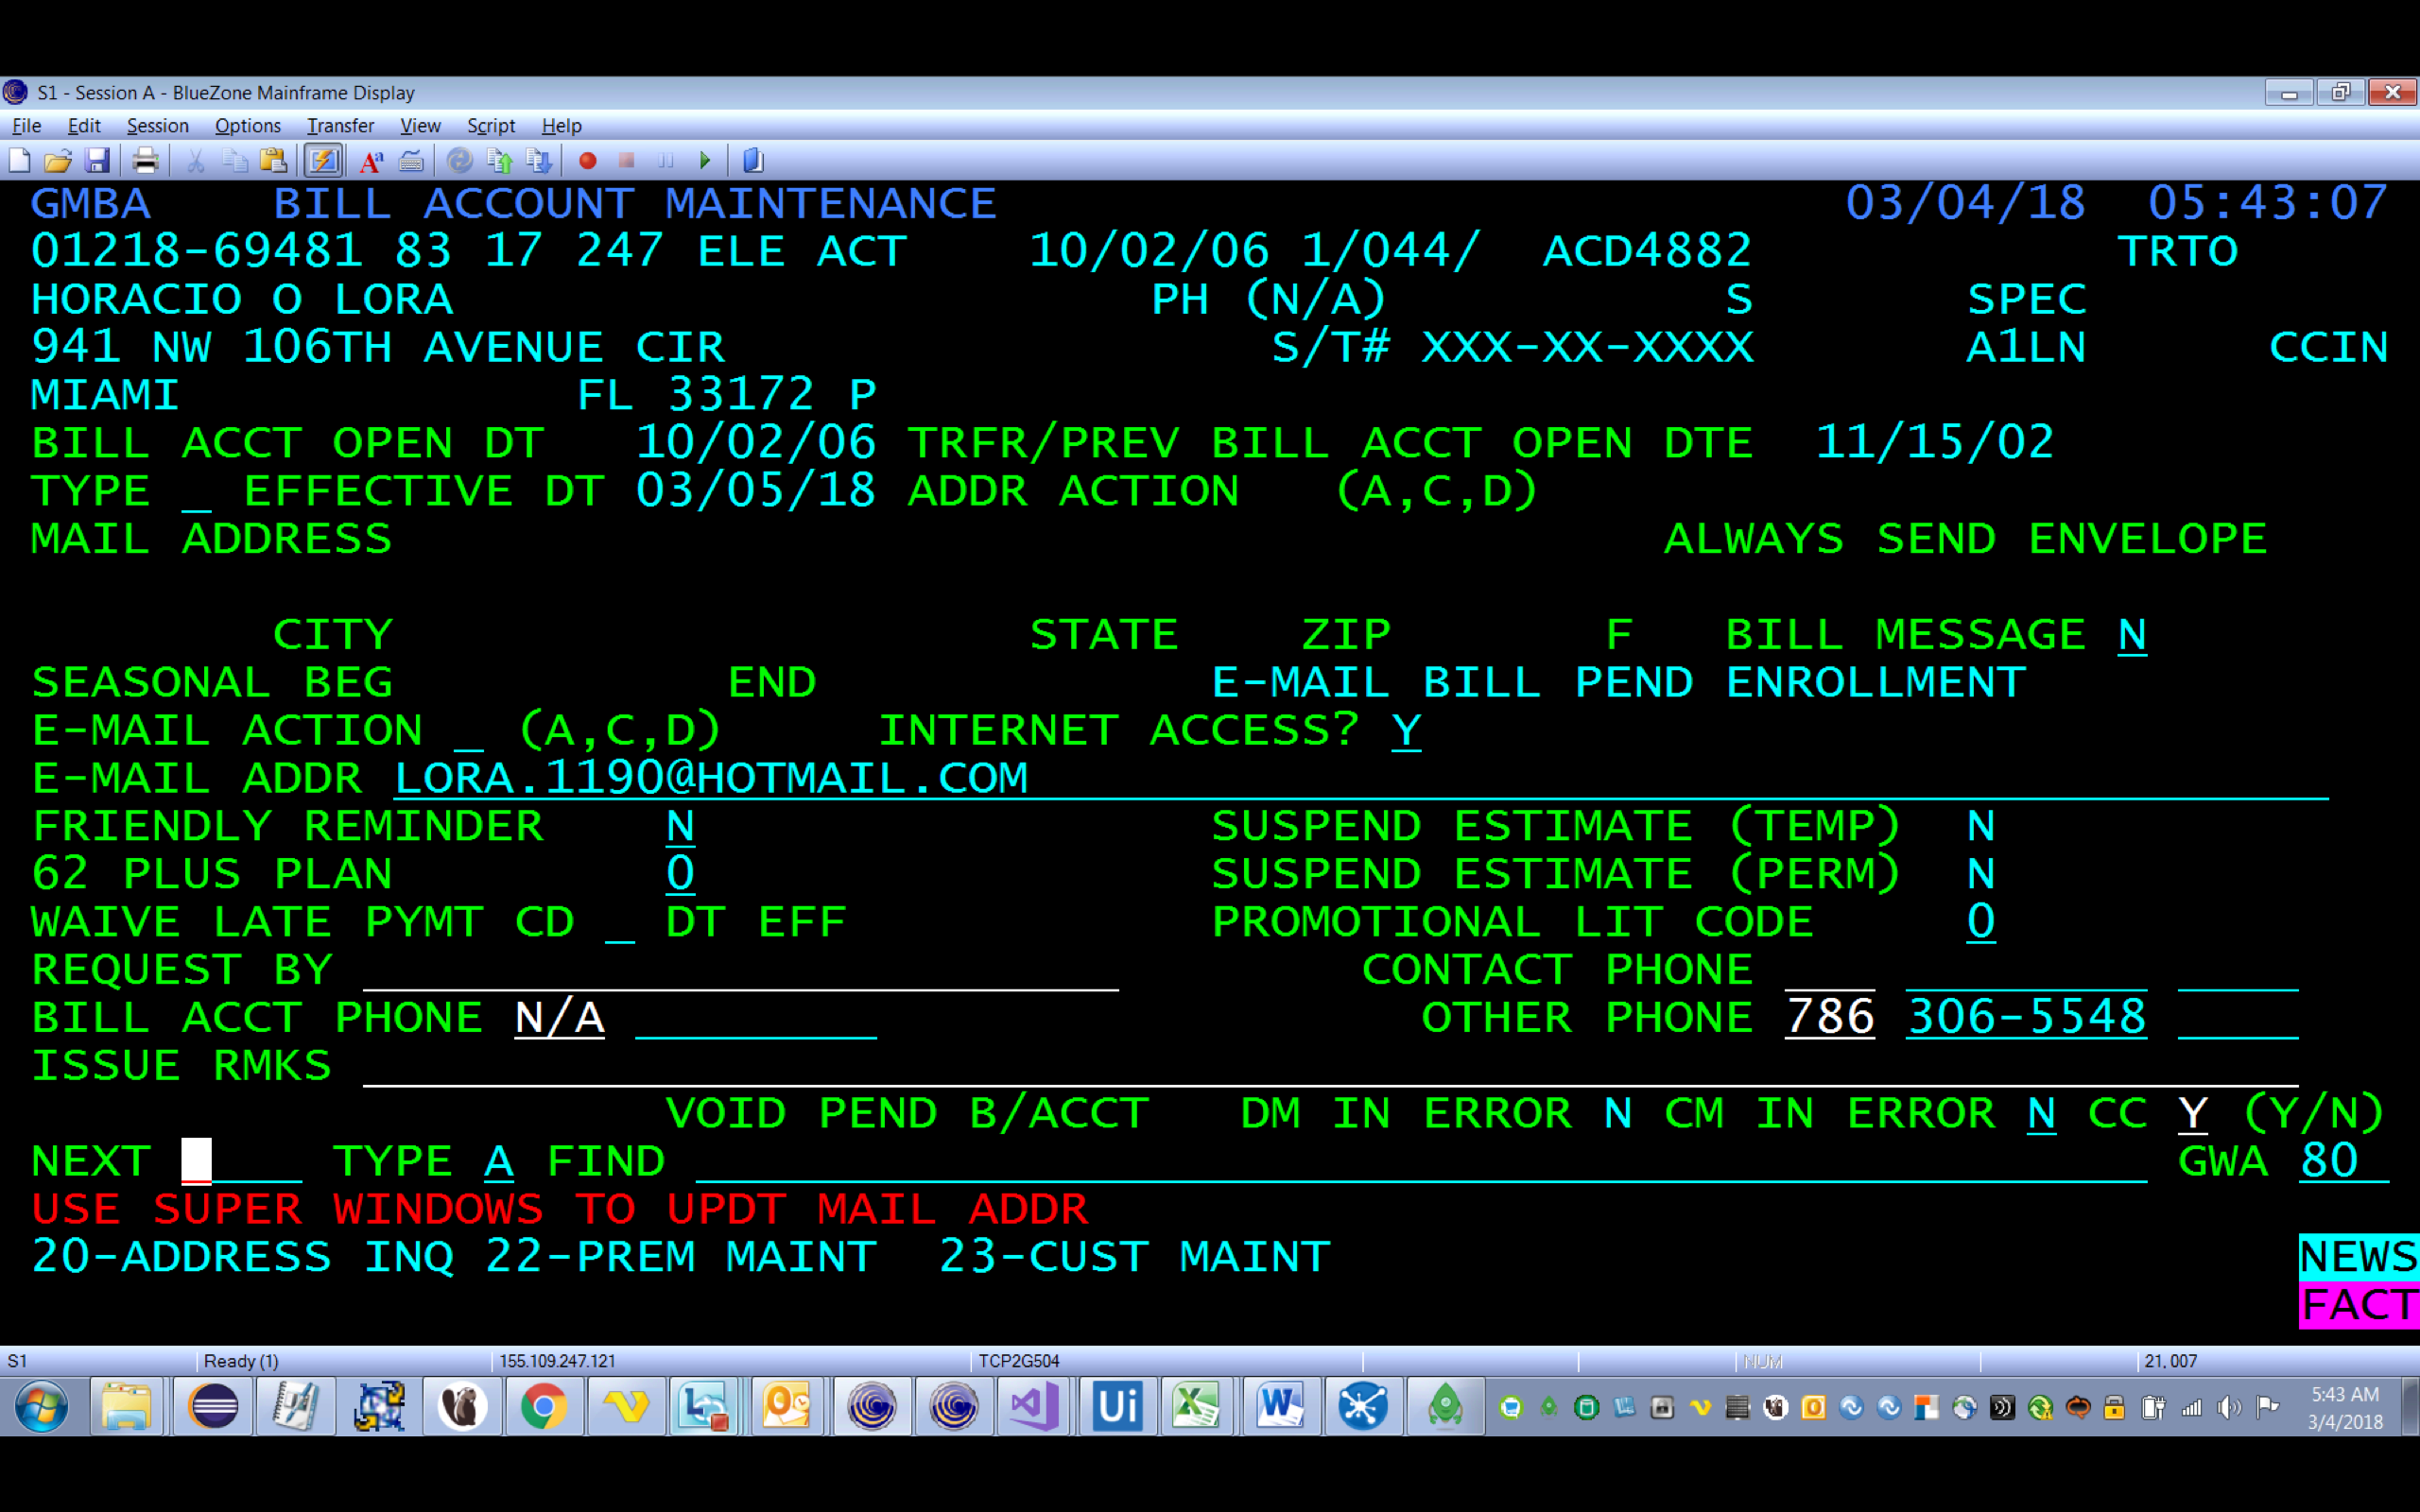 S1 - Session A - BlueZone Mainframe Display
File Edit Session Options Transfer View Script Help
GMBA BILL ACCOUNT MAINTENANCE 03/04/18 05:43:07
01218-69481 83 17 247 ELE ACT 10/02/06 1/044/ ACD4882 TRTO
HORACIO O LORA PH (N/A) S SPEC
941 NW 106TH AVENUE CIR S/T# XXX-XX-XXXX A1LN CCIN
MIAMI FL 33172 P
BILL ACCT OPEN DT 10/02/06 TRFR/PREV BILL ACCT OPEN DTE 11/15/02
TYPE _ EFFECTIVE DT 03/05/18 ADDR ACTION (A,C,D)
MAIL ADDRESS ALWAYS SEND ENVELOPE
CITY STATE ZIP F BILL MESSAGE N
SEASONAL BEG END E-MAIL BILL PEND ENROLLMENT
E-MAIL ACTION _ (A,C,D) INTERNET ACCESS? Y
E-MAIL ADDR LORA.1190@HOTMAIL.COM
FRIENDLY REMINDER N SUSPEND ESTIMATE (TEMP) N
62 PLUS PLAN 0 SUSPEND ESTIMATE (PERM) N
WAIVE LATE PYMT CD _ DT EFF PROMOTIONAL LIT CODE 0
REQUEST BY CONTACT PHONE
BILL ACCT PHONE N/A OTHER PHONE 786 306-5548
ISSUE RMKS
VOID PEND B/ACCT DM IN ERROR N CM IN ERROR N CC Y (Y/N)
NEXT TYPE A FIND GWA 80
USE SUPER WINDOWS TO UPDT MAIL ADDR
20-ADDRESS INQ 22-PREM MAINT 23-CUST MAINT
NEWS
FACT
S1 Ready (1) 155.109.247.121 TCP2G504 NUM 21, 007
Ui
5:43 AM
3/4/2018